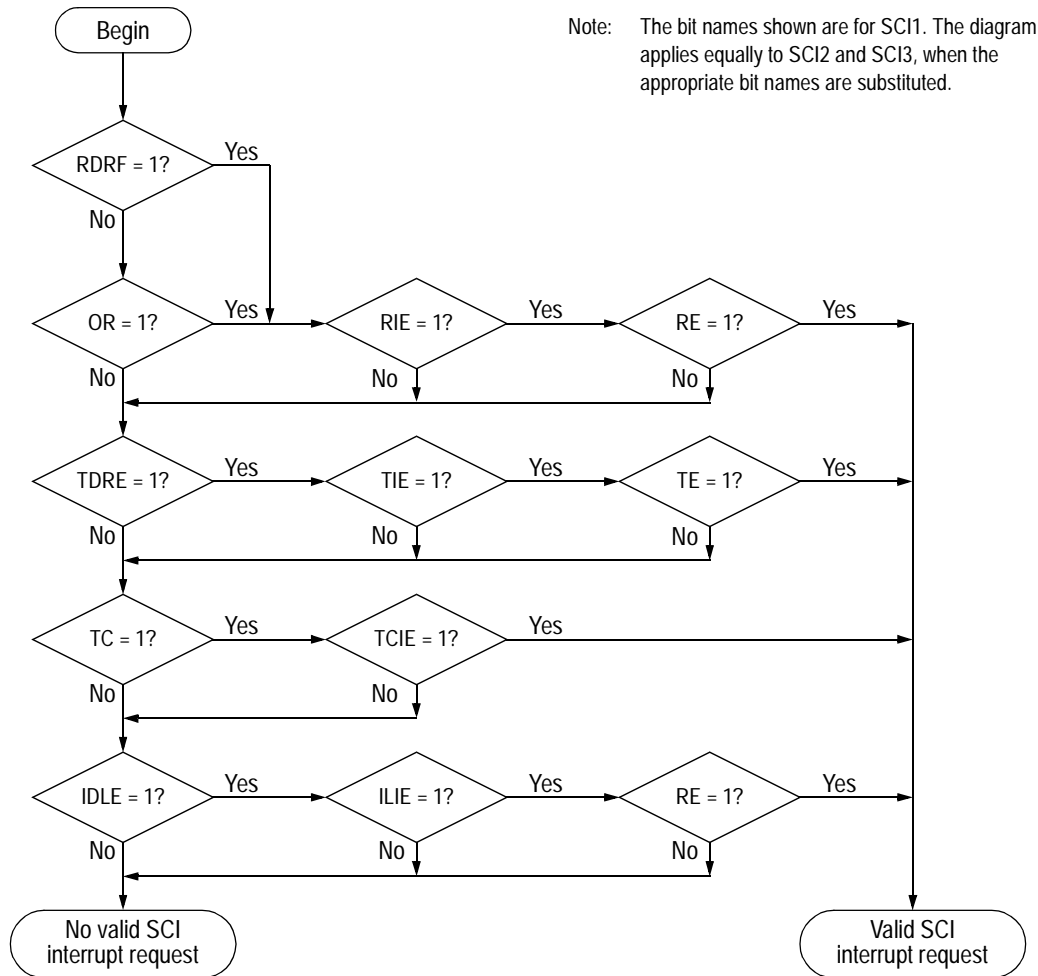 Begin
Note: The bit names shown are for SCI1. The diagram
applies equally to SCI2 and SCI3, when the
appropriate bit names are substituted.
RDRF = 1?
Yes
No
OR = 1?
Yes
RIE = 1?
Yes
RE = 1?
Yes
No
No
No
TDRE = 1?
Yes
TIE = 1?
Yes
TE = 1?
Yes
No
No
No
TC = 1?
Yes
TCIE = 1?
Yes
No
No
IDLE = 1?
Yes
ILIE = 1?
Yes
RE = 1?
Yes
No
No
No
No valid SCI
interrupt request
Valid SCI
interrupt request